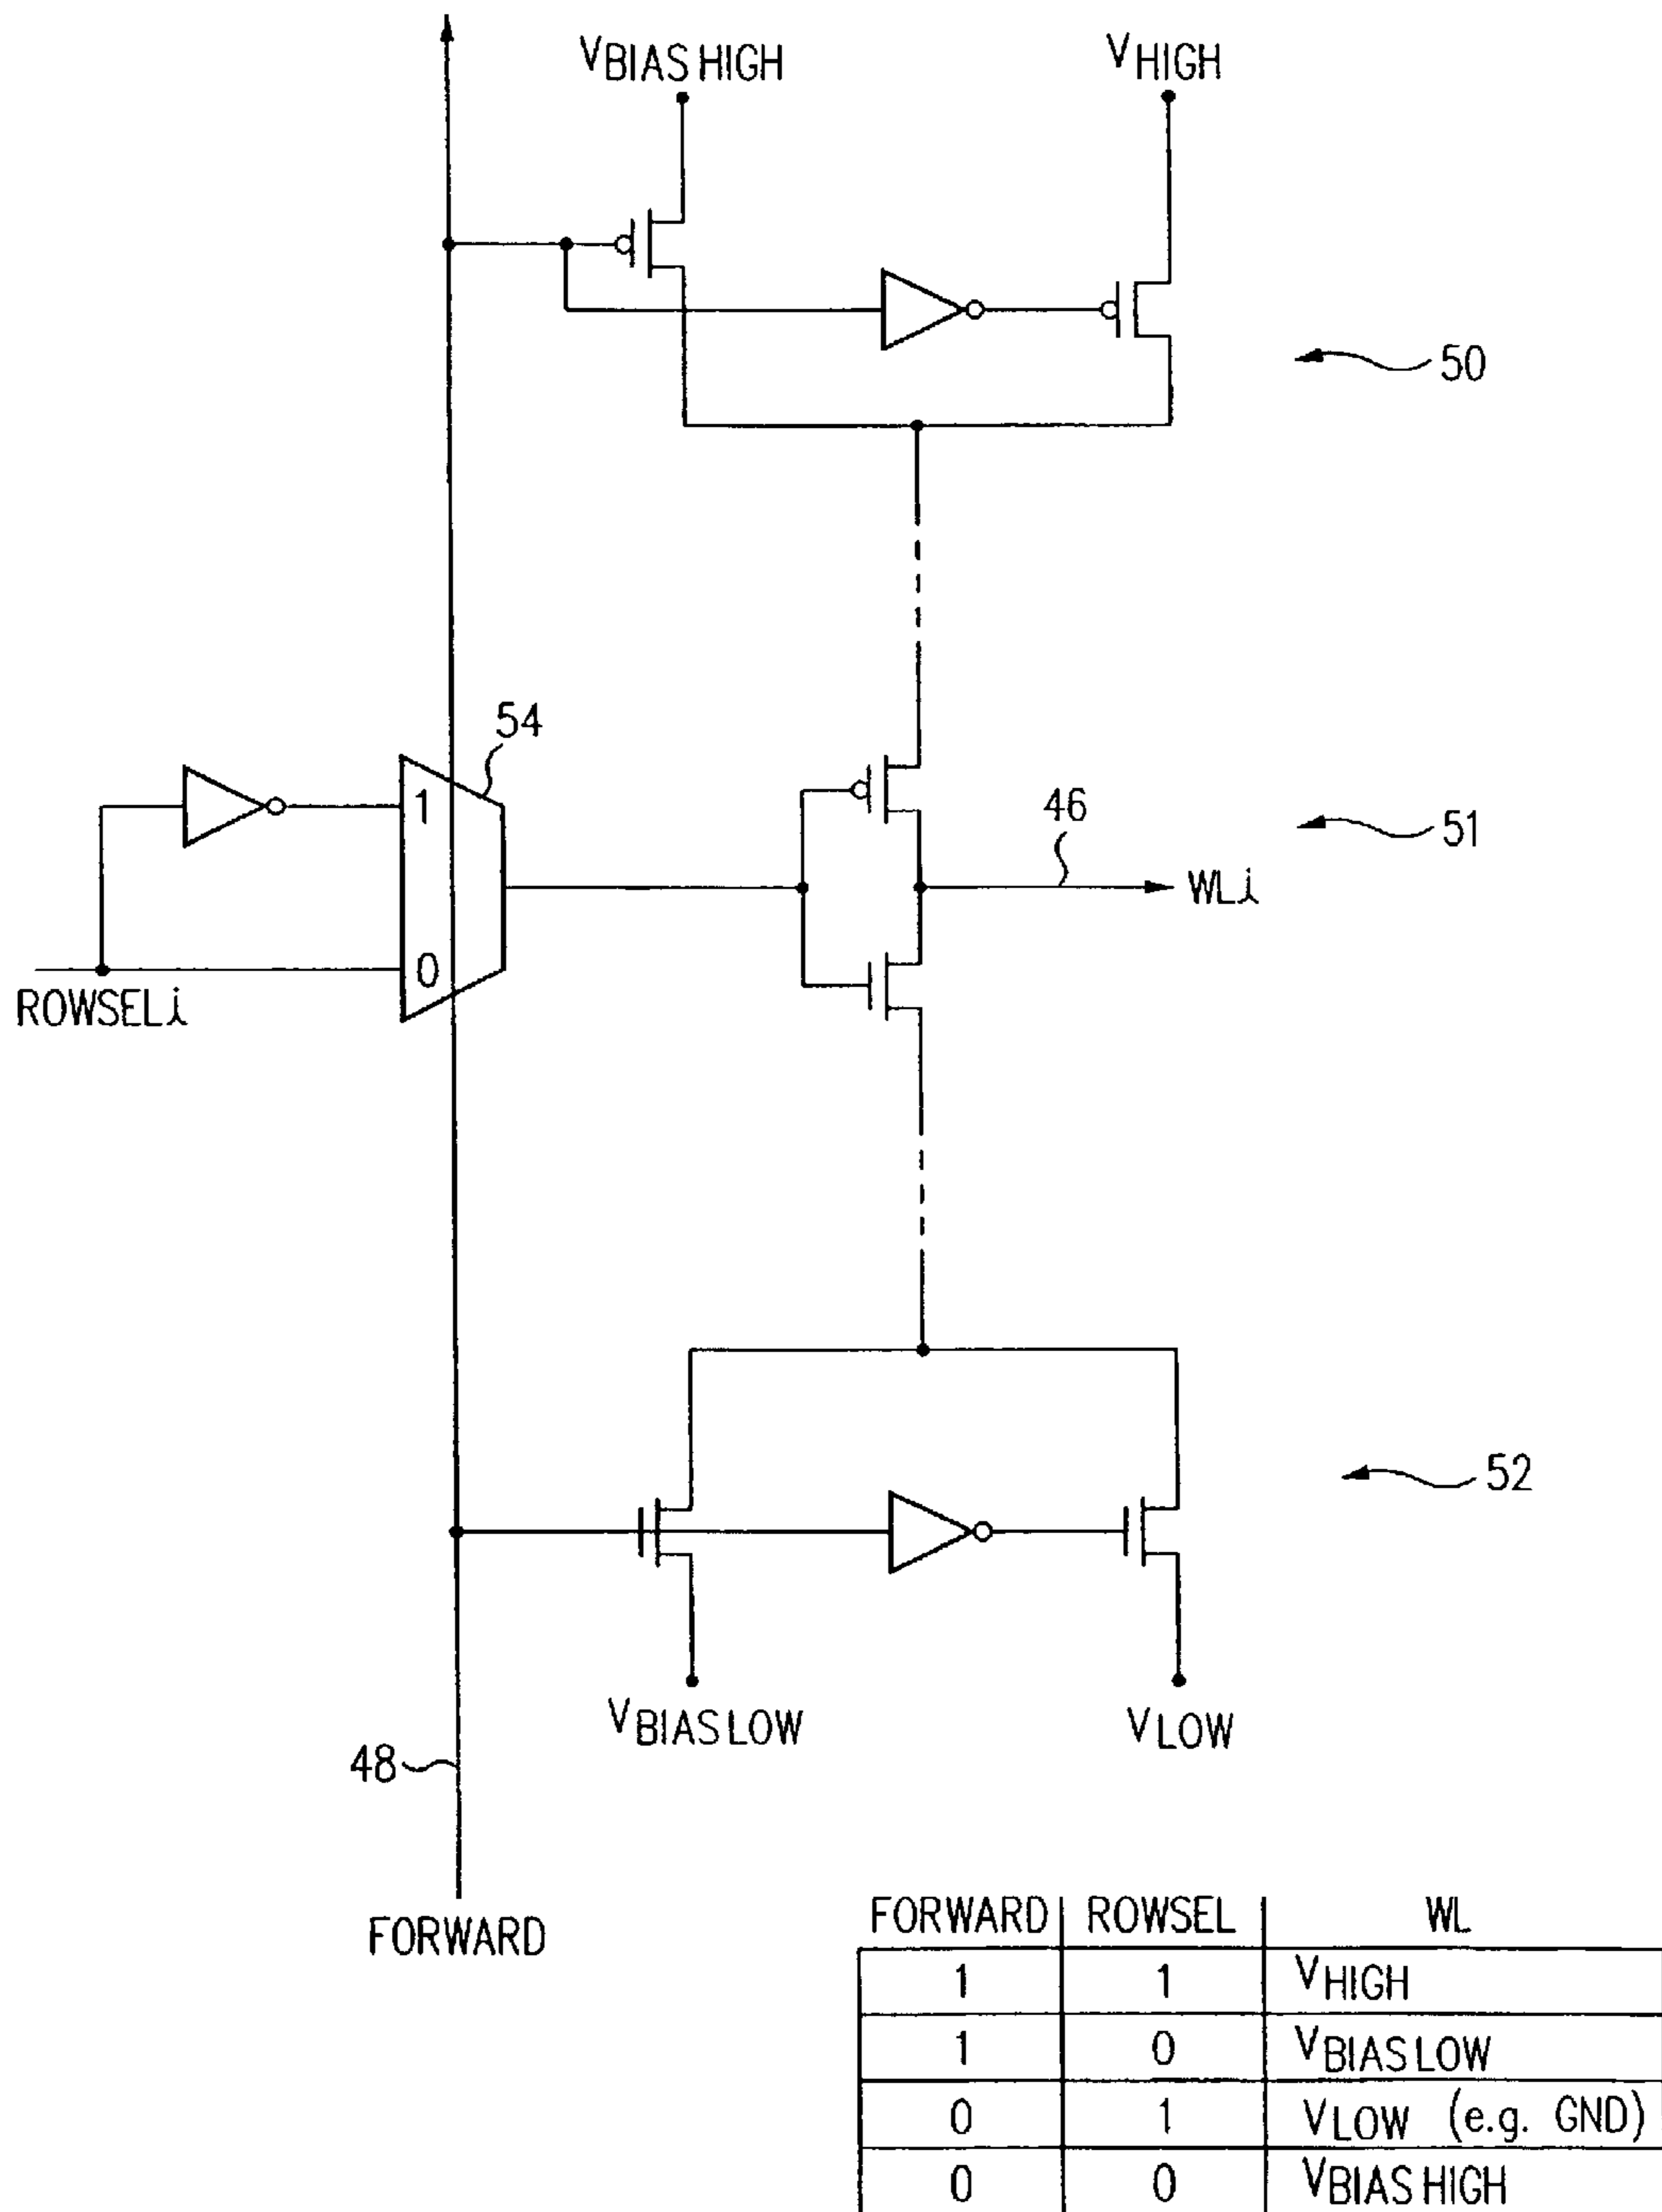 VBIAS HIGH
VHIGH
50
54
1
46
51
WLi
0
ROWSELi
52
VBIAS LOW
VLOW
48
FORWARD
FORWARD ROWSEL WL
1 1 VHIGH
1 0 VBIAS LOW
0 1 VLOW (e.g. GND)
0 0 VBIAS HIGH